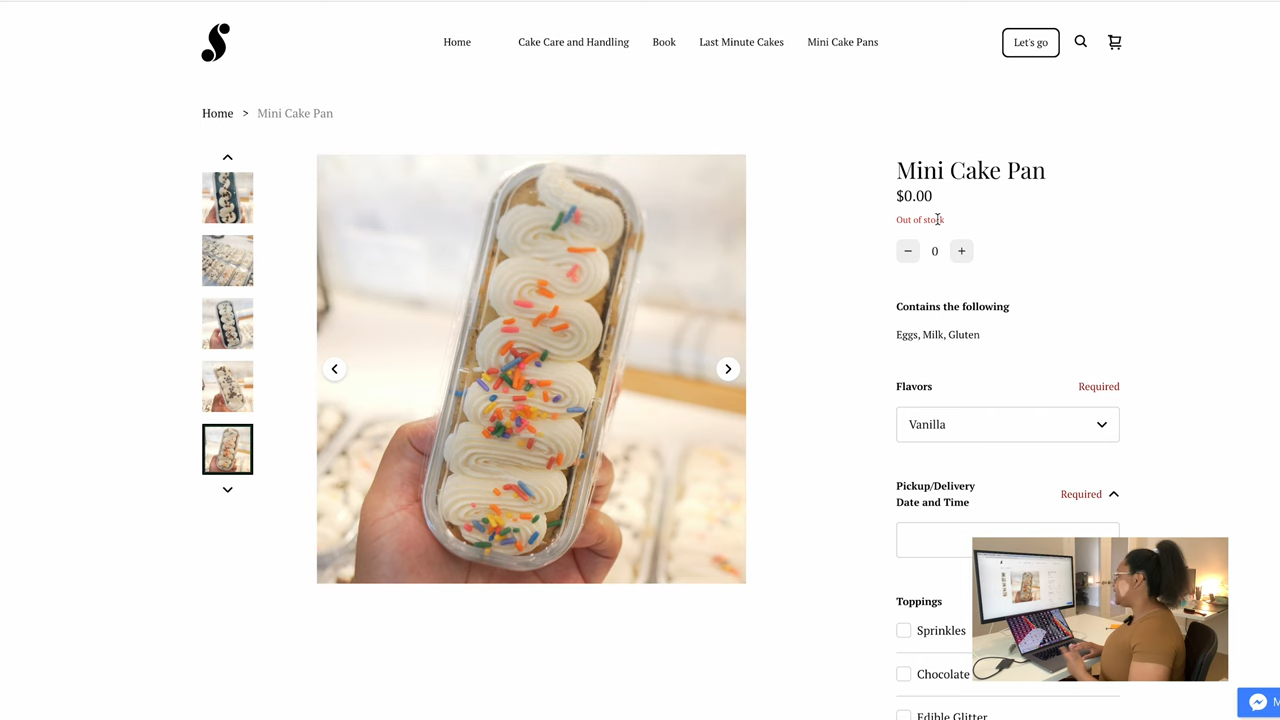 Home
Cake Care and Handling
Book
Last Minute Cakes
Mini Cake Pans
Let's go
Home > Mini Cake Pan
Mini Cake Pan
$0.00
Out of stock
− 0 +
Contains the following
Eggs, Milk, Gluten
Flavors
Required
Vanilla
Pickup/Delivery
Date and Time
Required
Toppings
Sprinkles
Chocolate
Edible Glitter